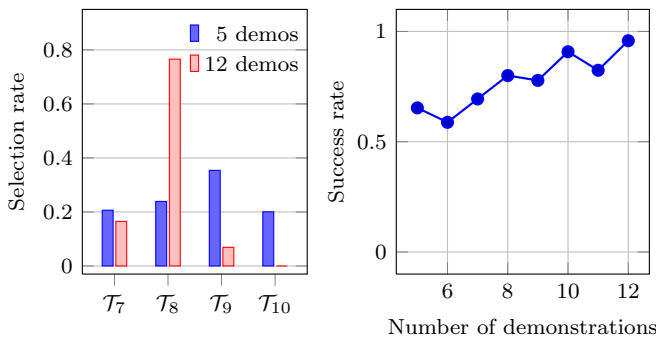 Selection rate
0.8
0.6
0.4
0.2
0
5 demos
12 demos
𝒯₇ 𝒯₈ 𝒯₉ 𝒯₁₀
Success rate
1
0.5
0
6 8 10 12
Number of demonstrations